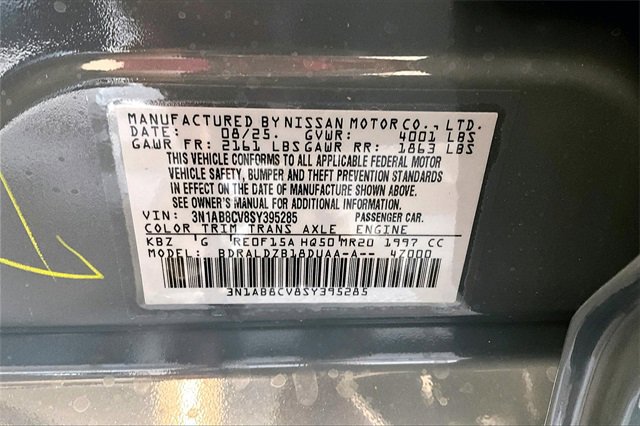 MANUFACTURED BY NISSAN MOTOR CO., LTD.
DATE: 08/25. GVWR: 4001 LBS
GAWR FR: 2161 LBS GAWR RR: 1863 LBS
THIS VEHICLE CONFORMS TO ALL APPLICABLE FEDERAL MOTOR
VEHICLE SAFETY, BUMPER AND THEFT PREVENTION STANDARDS
IN EFFECT ON THE DATE OF MANUFACTURE SHOWN ABOVE.
SEE OWNER'S MANUAL FOR ADDITIONAL INFORMATION.
VIN: 3N1AB8CV8SY395285 PASSENGER CAR.
COLOR TRIM TRANS AXLE ENGINE
KBZ G RE0F15A HQ50 MR20 1997 CC
MODEL: BDRALDZB18DUAA-A-- 4Z000
3N1AB8CV8SY395285